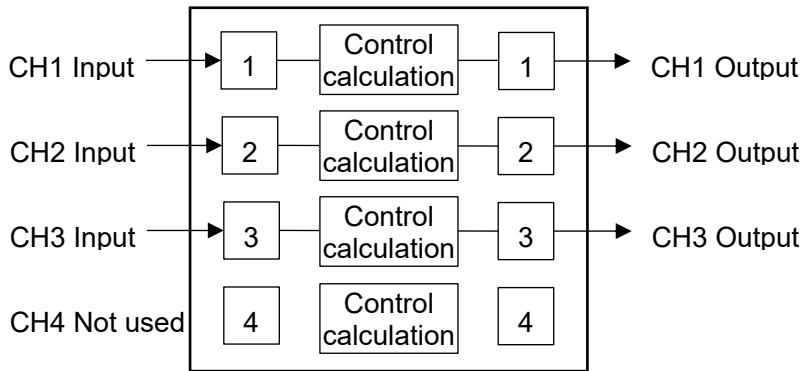 CH1 Input 1 Control calculation 1 CH1 Output
CH2 Input 2 Control calculation 2 CH2 Output
CH3 Input 3 Control calculation 3 CH3 Output
CH4 Not used 4 Control calculation 4